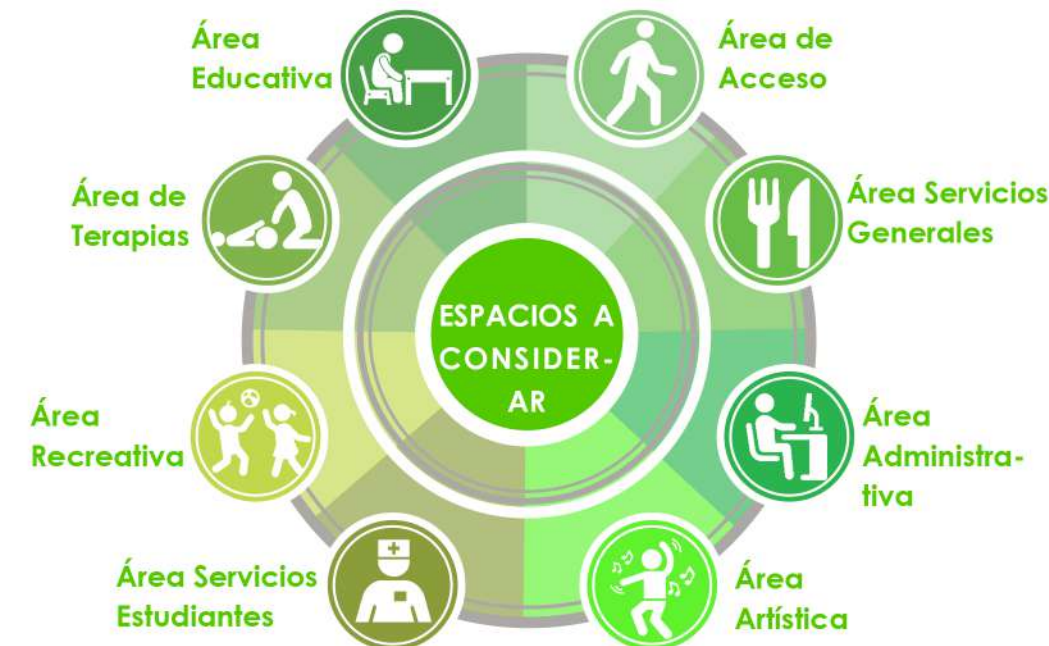 Área
Educativa
Área de
Acceso
Área de
Terapias
Área Servicios
Generales
ESPACIOS A
CONSIDER-
AR
Área
Recreativa
Área
Administra-
tiva
Área Servicios
Estudiantes
Área
Artística